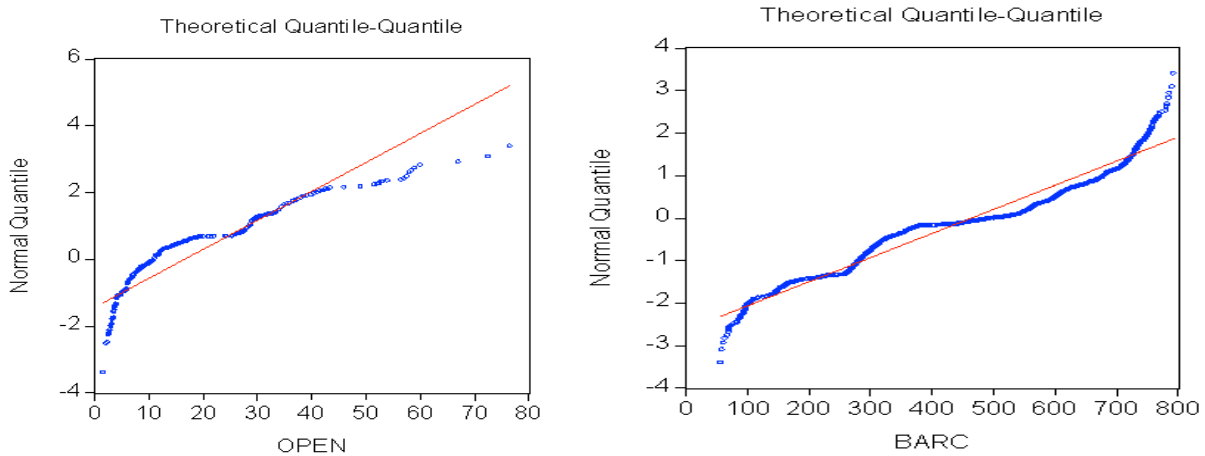 Theoretical Quantile-Quantile
6
4
2
0
-2
-4
Normal Quantile
0 10 20 30 40 50 60 70 80
OPEN
Theoretical Quantile-Quantile
4
3
2
1
0
-1
-2
-3
-4
Normal Quantile
0 100 200 300 400 500 600 700 800
BARC